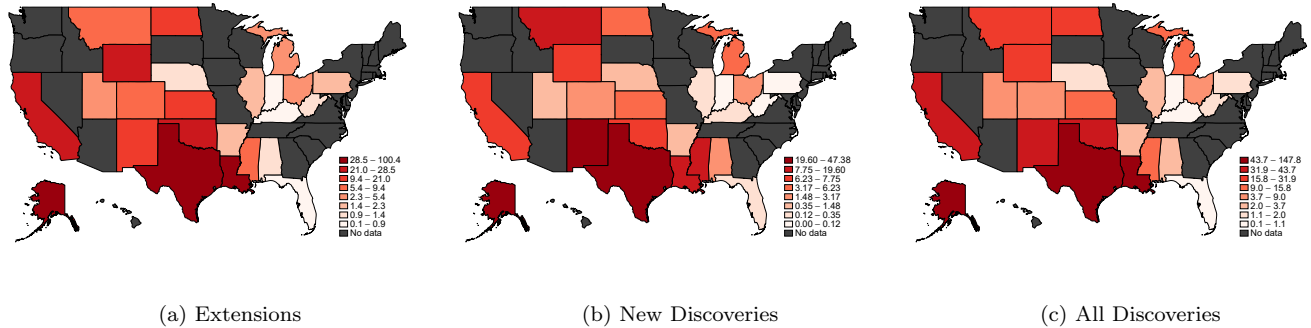 28.5 – 100.4
21.0 – 28.5
9.4 – 21.0
5.4 – 9.4
2.3 – 5.4
1.4 – 2.3
0.9 – 1.4
0.1 – 0.9
No data
19.60 – 47.38
7.75 – 19.60
6.23 – 7.75
3.17 – 6.23
1.48 – 3.17
0.35 – 1.48
0.12 – 0.35
0.00 – 0.12
No data
43.7 – 147.8
31.9 – 43.7
15.8 – 31.9
9.0 – 15.8
3.7 – 9.0
2.0 – 3.7
1.1 – 2.0
0.1 – 1.1
No data
(a) Extensions
(b) New Discoveries
(c) All Discoveries